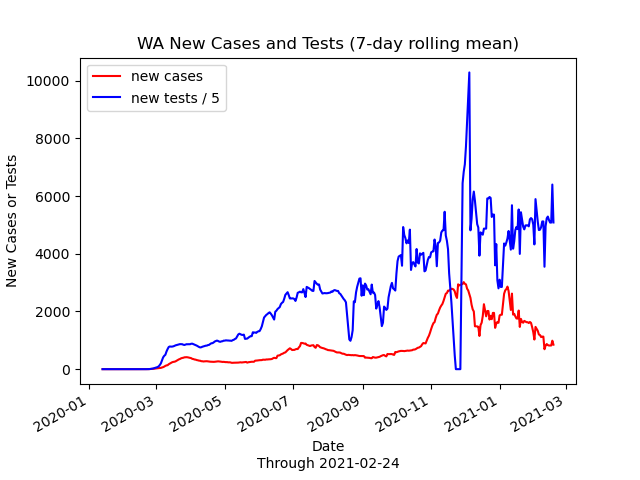 WA New Cases and Tests (7-day rolling mean)
new cases
new tests / 5
New Cases or Tests
10000
8000
6000
4000
2000
0
2020-01
2020-03
2020-05
2020-07
2020-09
2020-11
2021-01
2021-03
Date
Through 2021-02-24